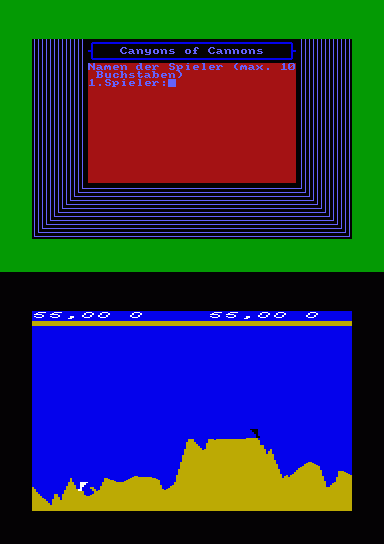 Canyons of Cannons
Namen der Spieler (max. 10
Buchstaben)
1.Spieler:
55,00 0 55,00 0